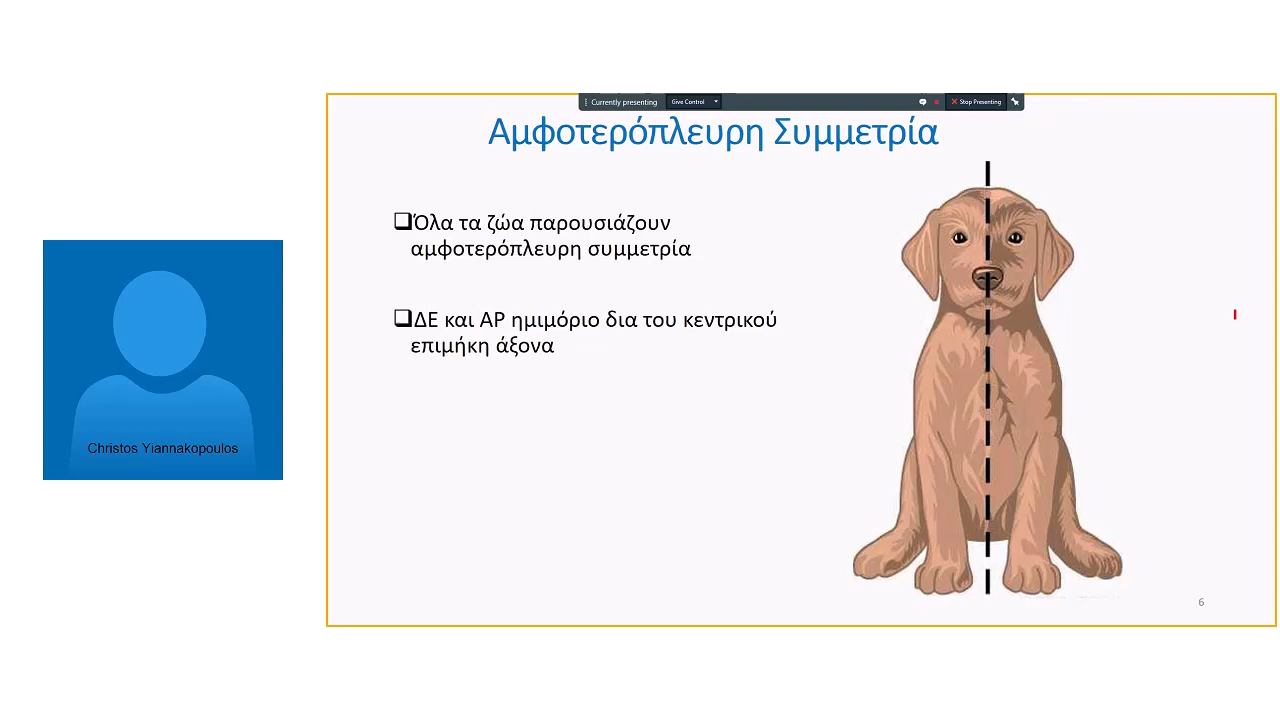 Currently presenting Give Control Stop Presenting
Αμφοτερόπλευρη Συμμετρία
Όλα τα ζώα παρουσιάζουν
αμφοτερόπλευρη συμμετρία
ΔΕ και ΑΡ ημιμόριο δια του κεντρικού
επιμήκη άξονα
Christos Yiannakopoulos
6